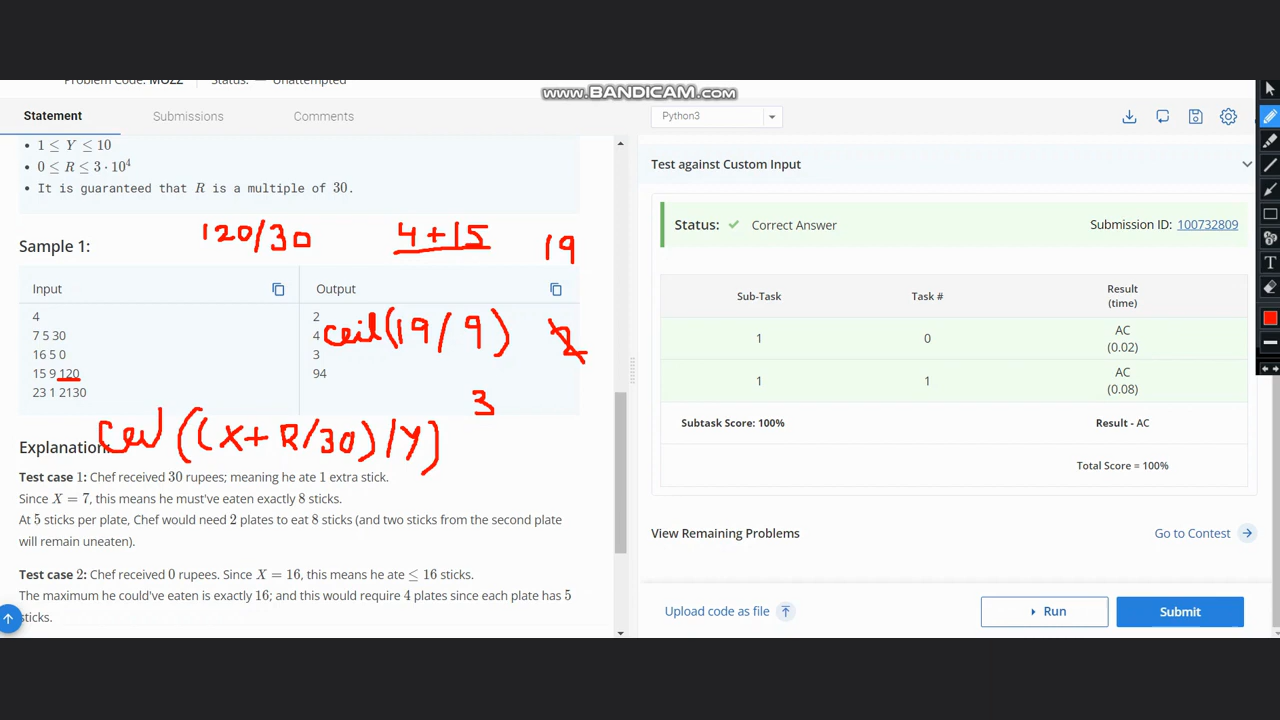 Problem Code: MOZZ Status: — Unattempted
www.BANDICAM.com
Statement Submissions Comments
Python3
1 ≤ Y ≤ 10
0 ≤ R ≤ 3 · 10⁴
It is guaranteed that R is a multiple of 30.
Test against Custom Input
Status: ✓ Correct Answer
Submission ID: 100732809
120/30 4+15 19
Sample 1:
Input
Output
4
7 5 30
16 5 0
15 9 120
23 1 2130
2
4
3
94
ceil(19/9) 2
3
ceil((X+R/30)/Y)
Sub-Task Task # Result (time)
1 0 AC (0.02)
1 1 AC (0.08)
Subtask Score: 100% Result - AC
Total Score = 100%
Explanation:
Test case 1: Chef received 30 rupees; meaning he ate 1 extra stick.
Since X = 7, this means he must've eaten exactly 8 sticks.
At 5 sticks per plate, Chef would need 2 plates to eat 8 sticks (and two sticks from the second plate
will remain uneaten).
Test case 2: Chef received 0 rupees. Since X = 16, this means he ate ≤ 16 sticks.
The maximum he could've eaten is exactly 16; and this would require 4 plates since each plate has 5
sticks.
View Remaining Problems Go to Contest
Upload code as file Run Submit
T